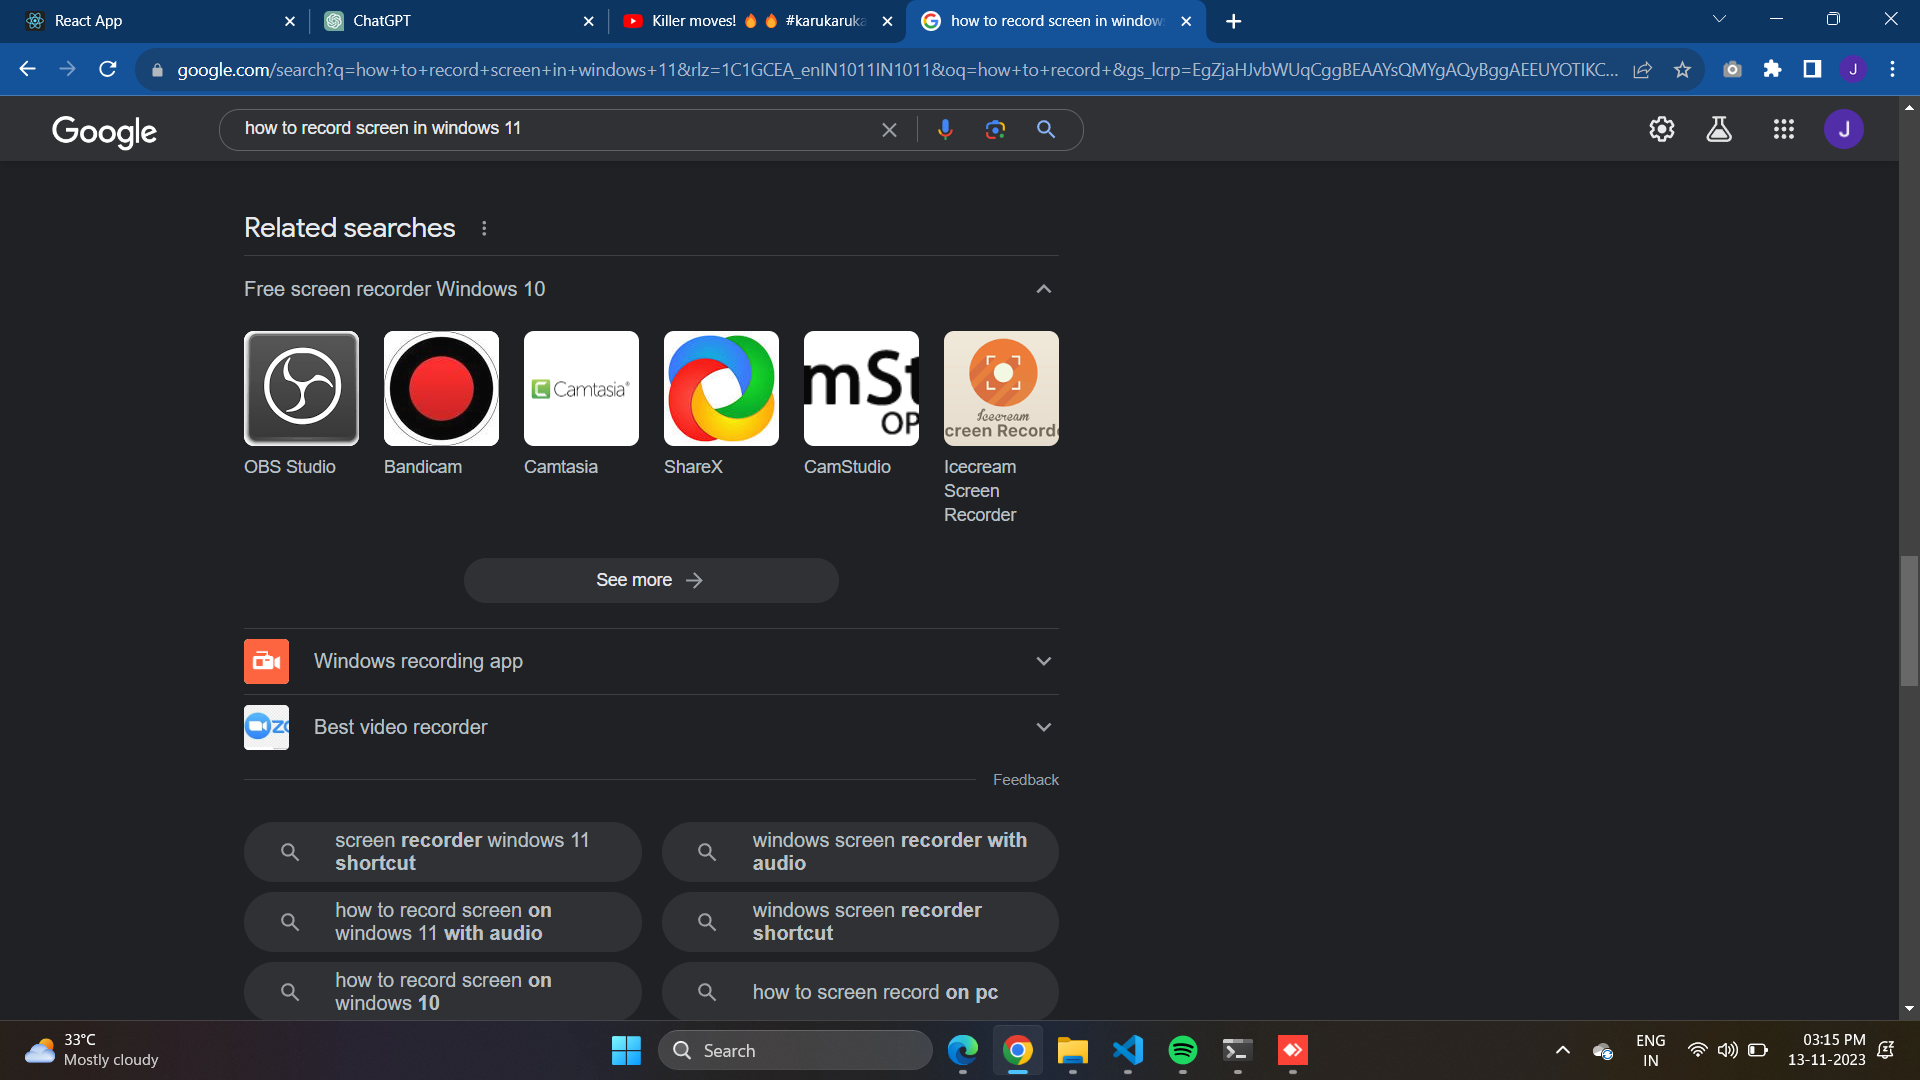 React App
ChatGPT
Killer moves! 🔥 🔥 #karukaruka
how to record screen in window
google.com/search?q=how+to+record+screen+in+windows+11&rlz=1C1GCEA_enIN1011IN1011&oq=how+to+record+&gs_lcrp=EgZjaHJvbWUqCggBEAAYsQMYgAQyBggAEEUYOTIKC...
J
Google
how to record screen in windows 11
J
Related searches
Free screen recorder Windows 10
Camtasia
mSt
OP
Icecream
creen Recorde
OBS Studio
Bandicam
Camtasia
ShareX
CamStudio
Icecream
Screen
Recorder
See more
Windows recording app
ZO
Best video recorder
Feedback
screen recorder windows 11
shortcut
windows screen recorder with
audio
how to record screen on
windows 11 with audio
windows screen recorder
shortcut
how to record screen on
windows 10
how to screen record on pc
33°C
Mostly cloudy
Search
ENG
IN
03:15 PM
13-11-2023